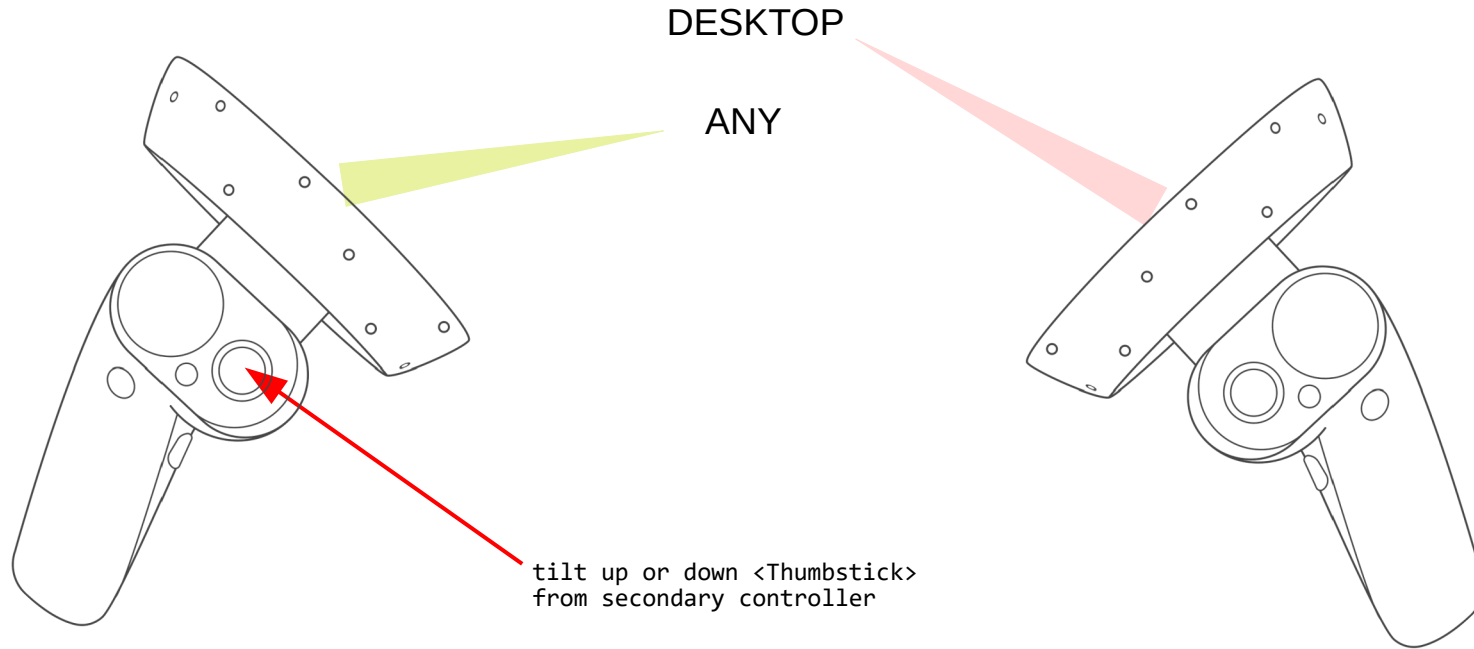 DESKTOP
ANY
tilt up or down <Thumbstick>
from secondary controller